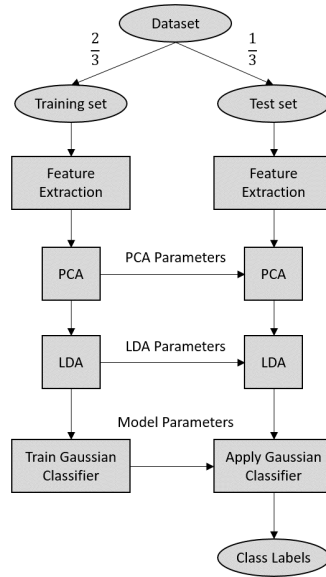 Dataset
2/3
1/3
Training set
Test set
Feature
Extraction
Feature
Extraction
PCA
PCA Parameters
PCA
LDA
LDA Parameters
LDA
Model Parameters
Train Gaussian
Classifier
Apply Gaussian
Classifier
Class Labels